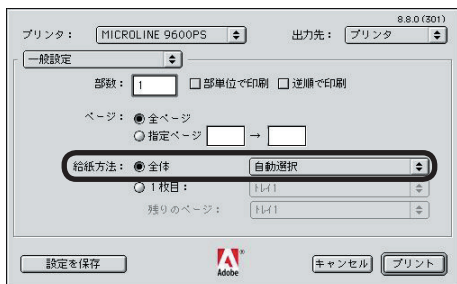 8.8.0 (301)
プリンタ： MICROLINE 9600PS 出力先： プリンタ
一般設定
部数： 1 部単位で印刷 逆順で印刷
ページ： 全ページ
指定ページ →
給紙方法： 全体 自動選択
1 枚目： トレイ1
残りのページ： トレイ1
設定を保存 Adobe キャンセル プリント